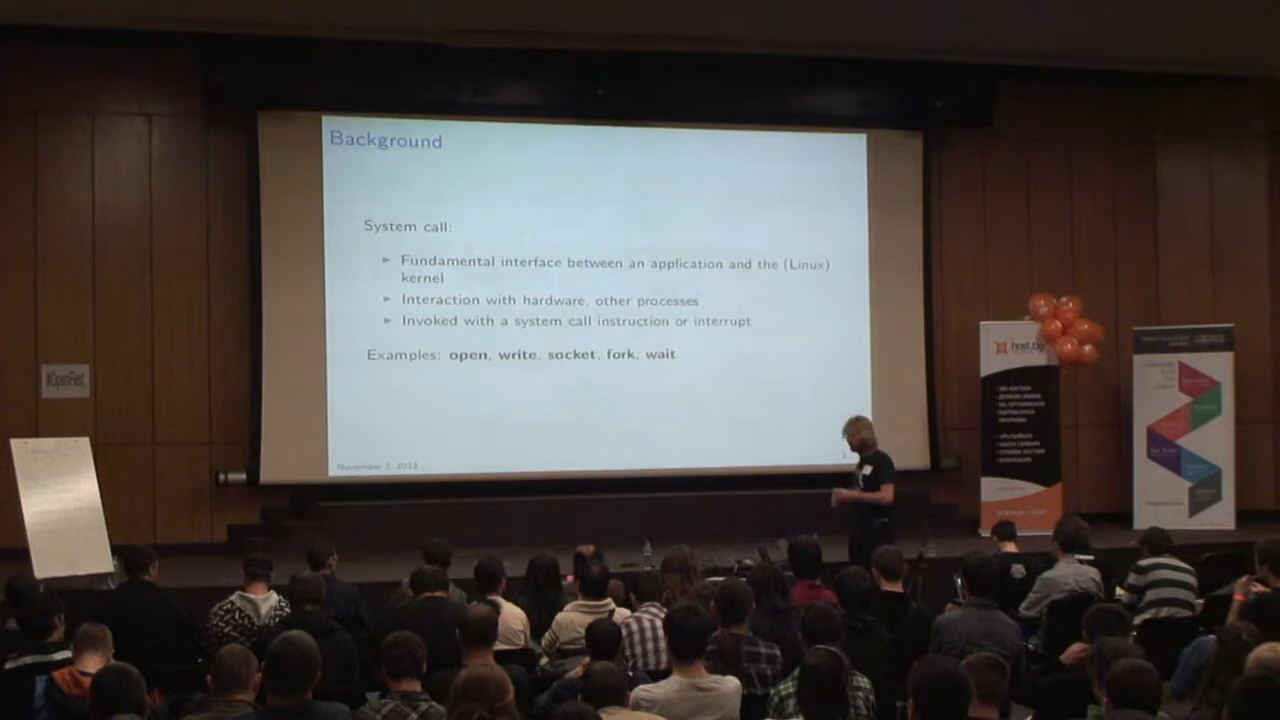 Background
System call:
Fundamental interface between an application and the (Linux)
kernel
Interaction with hardware, other processes
Invoked with a system call instruction or interrupt
Examples: open, write, socket, fork, wait
November 2, 2013
#OpenFest
host.bg